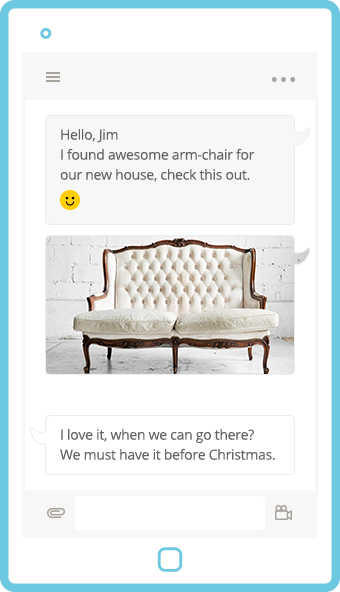 Hello, Jim
I found awesome arm-chair for
our new house, check this out.
I love it, when we can go there?
We must have it before Christmas.